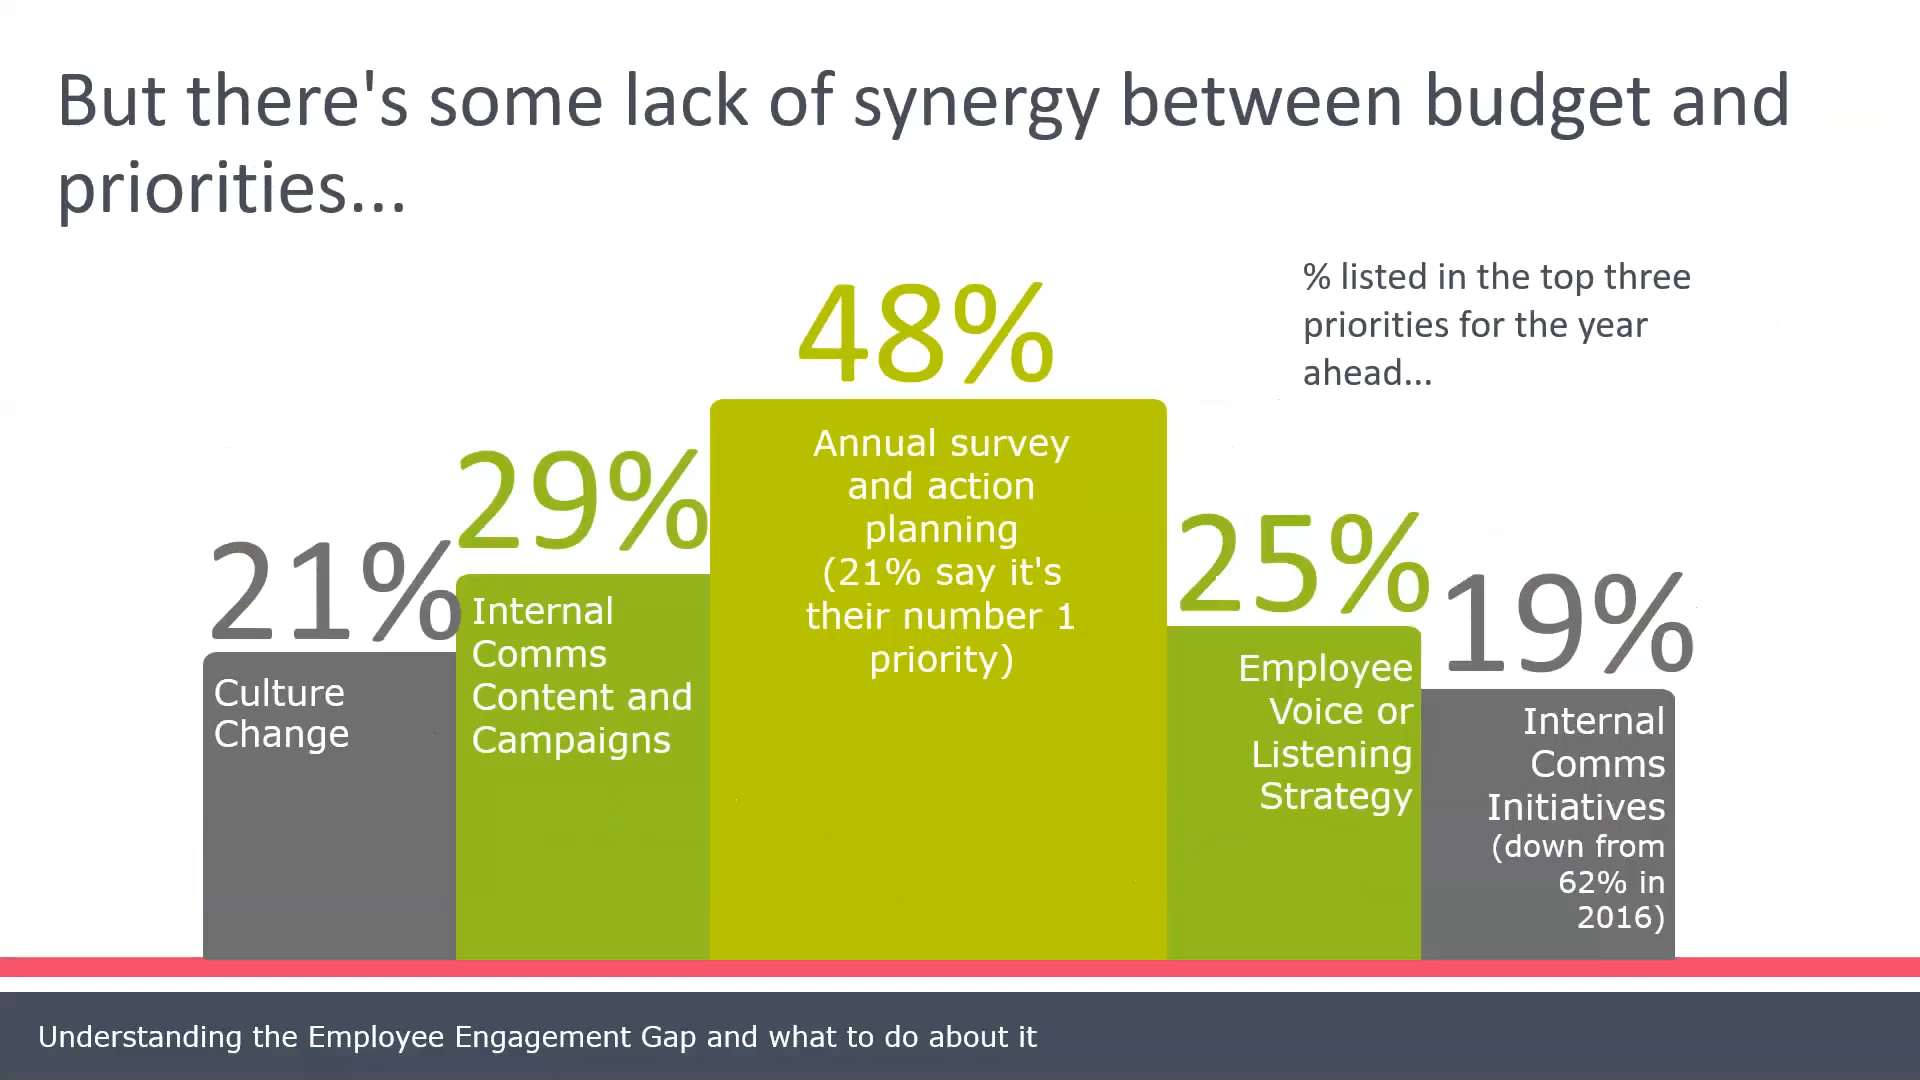 But there's some lack of synergy between budget and
priorities...
% listed in the top three
priorities for the year
ahead...
21%
Culture
Change
29%
Internal
Comms
Content and
Campaigns
48%
Annual survey
and action
planning
(21% say it's
their number 1
priority)
25%
Employee
Voice or
Listening
Strategy
19%
Internal
Comms
Initiatives
(down from
62% in
2016)
Understanding the Employee Engagement Gap and what to do about it